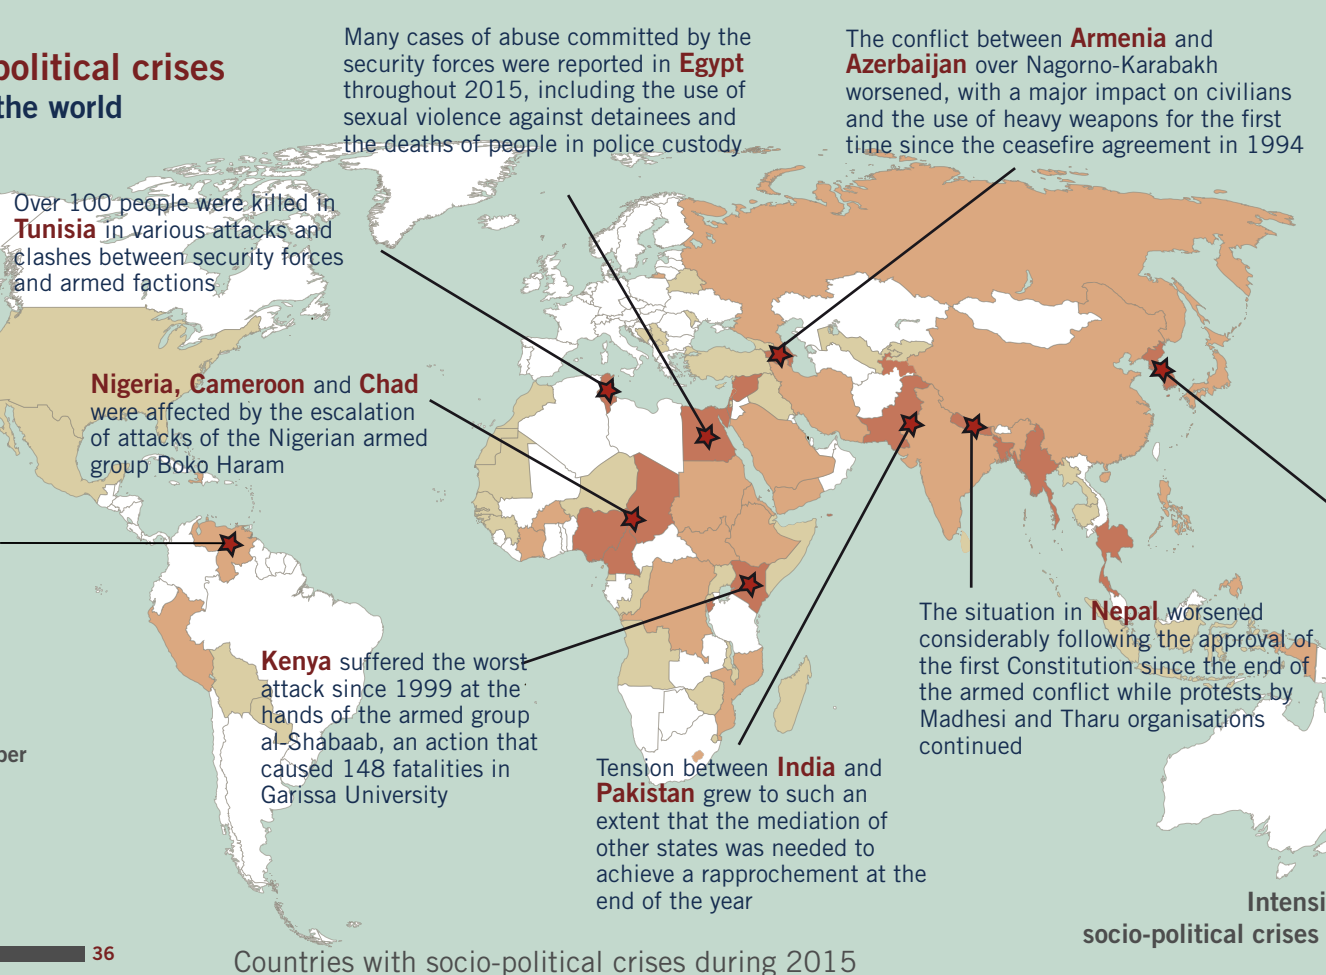 political crises
the world
Many cases of abuse committed by the
security forces were reported in Egypt
throughout 2015, including the use of
sexual violence against detainees and
the deaths of people in police custody
The conflict between Armenia and
Azerbaijan over Nagorno-Karabakh
worsened, with a major impact on civilians
and the use of heavy weapons for the first
time since the ceasefire agreement in 1994
Over 100 people were killed in
Tunisia in various attacks and
clashes between security forces
and armed factions
Nigeria, Cameroon and Chad
were affected by the escalation
of attacks of the Nigerian armed
group Boko Haram
Kenya suffered the worst
attack since 1999 at the
hands of the armed group
al-Shabaab, an action that
caused 148 fatalities in
Garissa University
Tension between India and
Pakistan grew to such an
extent that the mediation of
other states was needed to
achieve a rapprochement at the
end of the year
The situation in Nepal worsened
considerably following the approval of
the first Constitution since the end of
the armed conflict while protests by
Madhesi and Tharu organisations
continued
per
Intensi
socio-political crises
36
Countries with socio-political crises during 2015